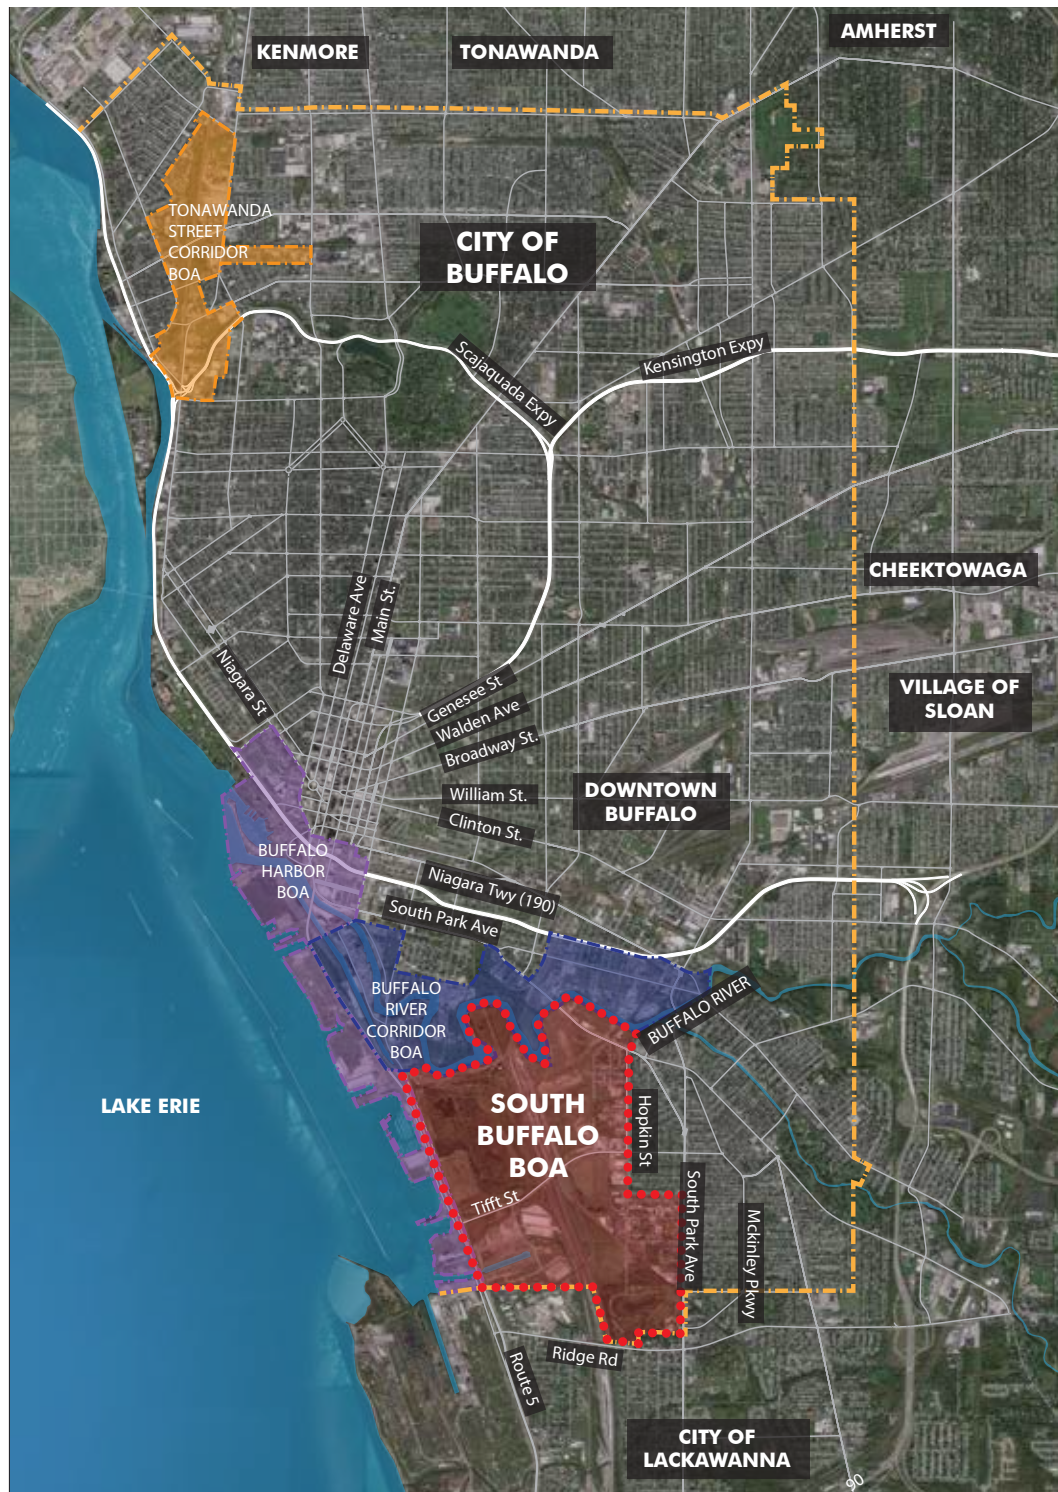 KENMORE
TONAWANDA
AMHERST
TONAWANDA
STREET
CORRIDOR
BOA
CITY OF
BUFFALO
Scajaquada Expy
Kensington Expy
CHEEKTOWAGA
Delaware Ave
Main St.
Niagara St
Genesee St
Walden Ave
Broadway St.
VILLAGE OF
SLOAN
William St.
Clinton St.
DOWNTOWN
BUFFALO
BUFFALO
HARBOR
BOA
Niagara Twy (190)
South Park Ave
BUFFALO
RIVER
CORRIDOR
BOA
BUFFALO RIVER
LAKE ERIE
SOUTH
BUFFALO
BOA
Hopkin St
Tifft St
South Park Ave
Mckinley Pkwy
Ridge Rd
Route 5
CITY OF
LACKAWANNA
90